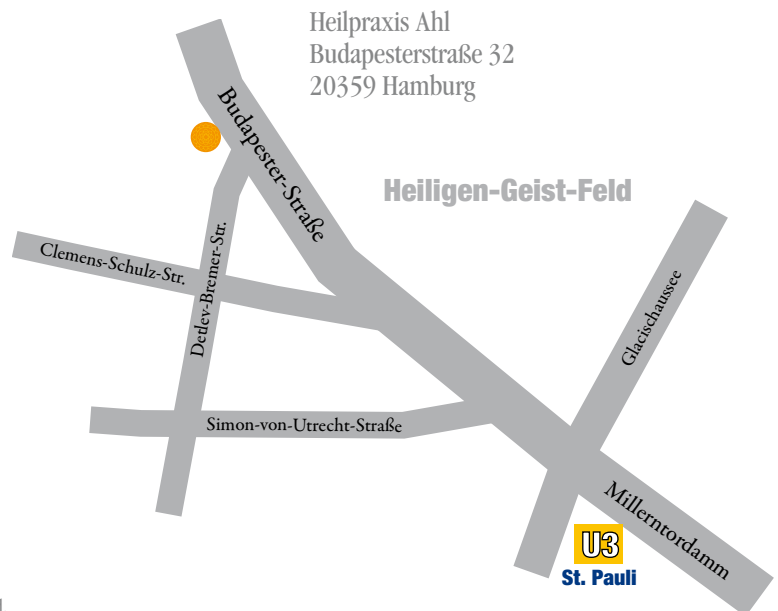 Heilpraxis Ahl
Budapesterstraße 32
20359 Hamburg
Budapester-Straße
Heiligen-Geist-Feld
Clemens-Schulz-Str.
Detlev-Bremer-Str.
Glacischaussee
Simon-von-Utrecht-Straße
Millerntordamm
U3
St. Pauli